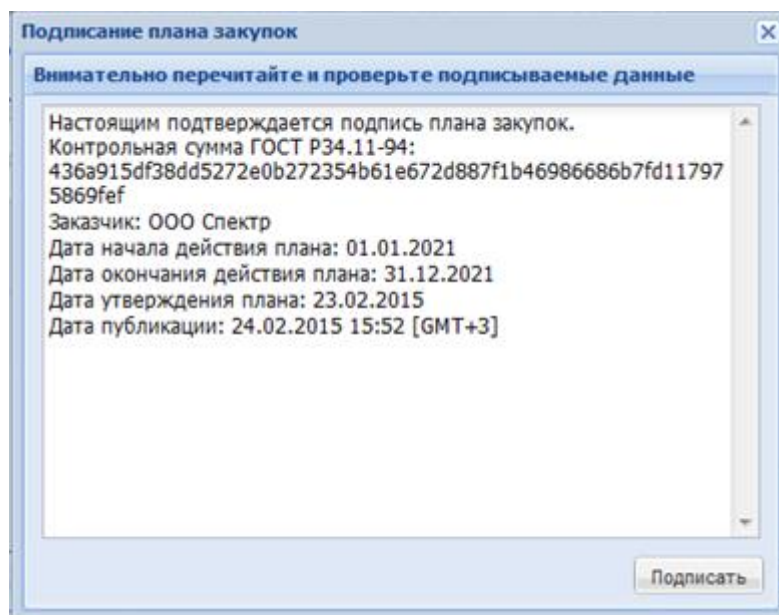 Подписание плана закупок
Внимательно перечитайте и проверьте подписываемые данные
Настоящим подтверждается подпись плана закупок.
Контрольная сумма ГОСТ Р34.11-94:
436a915df38dd5272e0b272354b61e672d887f1b46986686b7fd117975869fef
Заказчик: ООО Спектр
Дата начала действия плана: 01.01.2021
Дата окончания действия плана: 31.12.2021
Дата утверждения плана: 23.02.2015
Дата публикации: 24.02.2015 15:52 [GMT+3]
Подписать